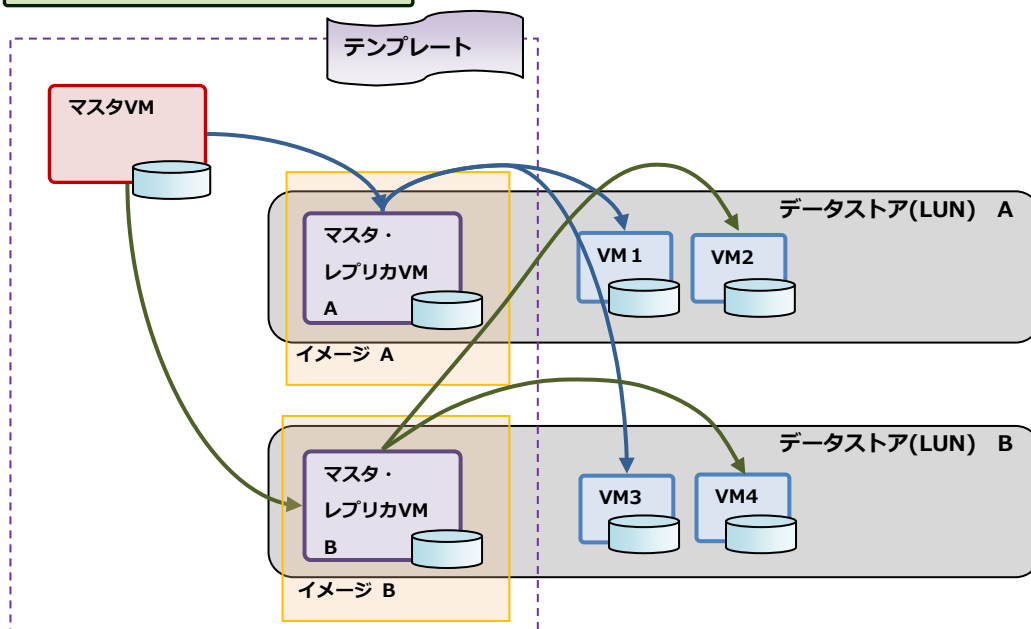 テンプレート
マスタVM
データストア(LUN) A
マスタ・
レプリカVM
A
VM１
VM2
イメージ A
データストア(LUN) B
マスタ・
レプリカVM
B
VM3
VM4
イメージ B